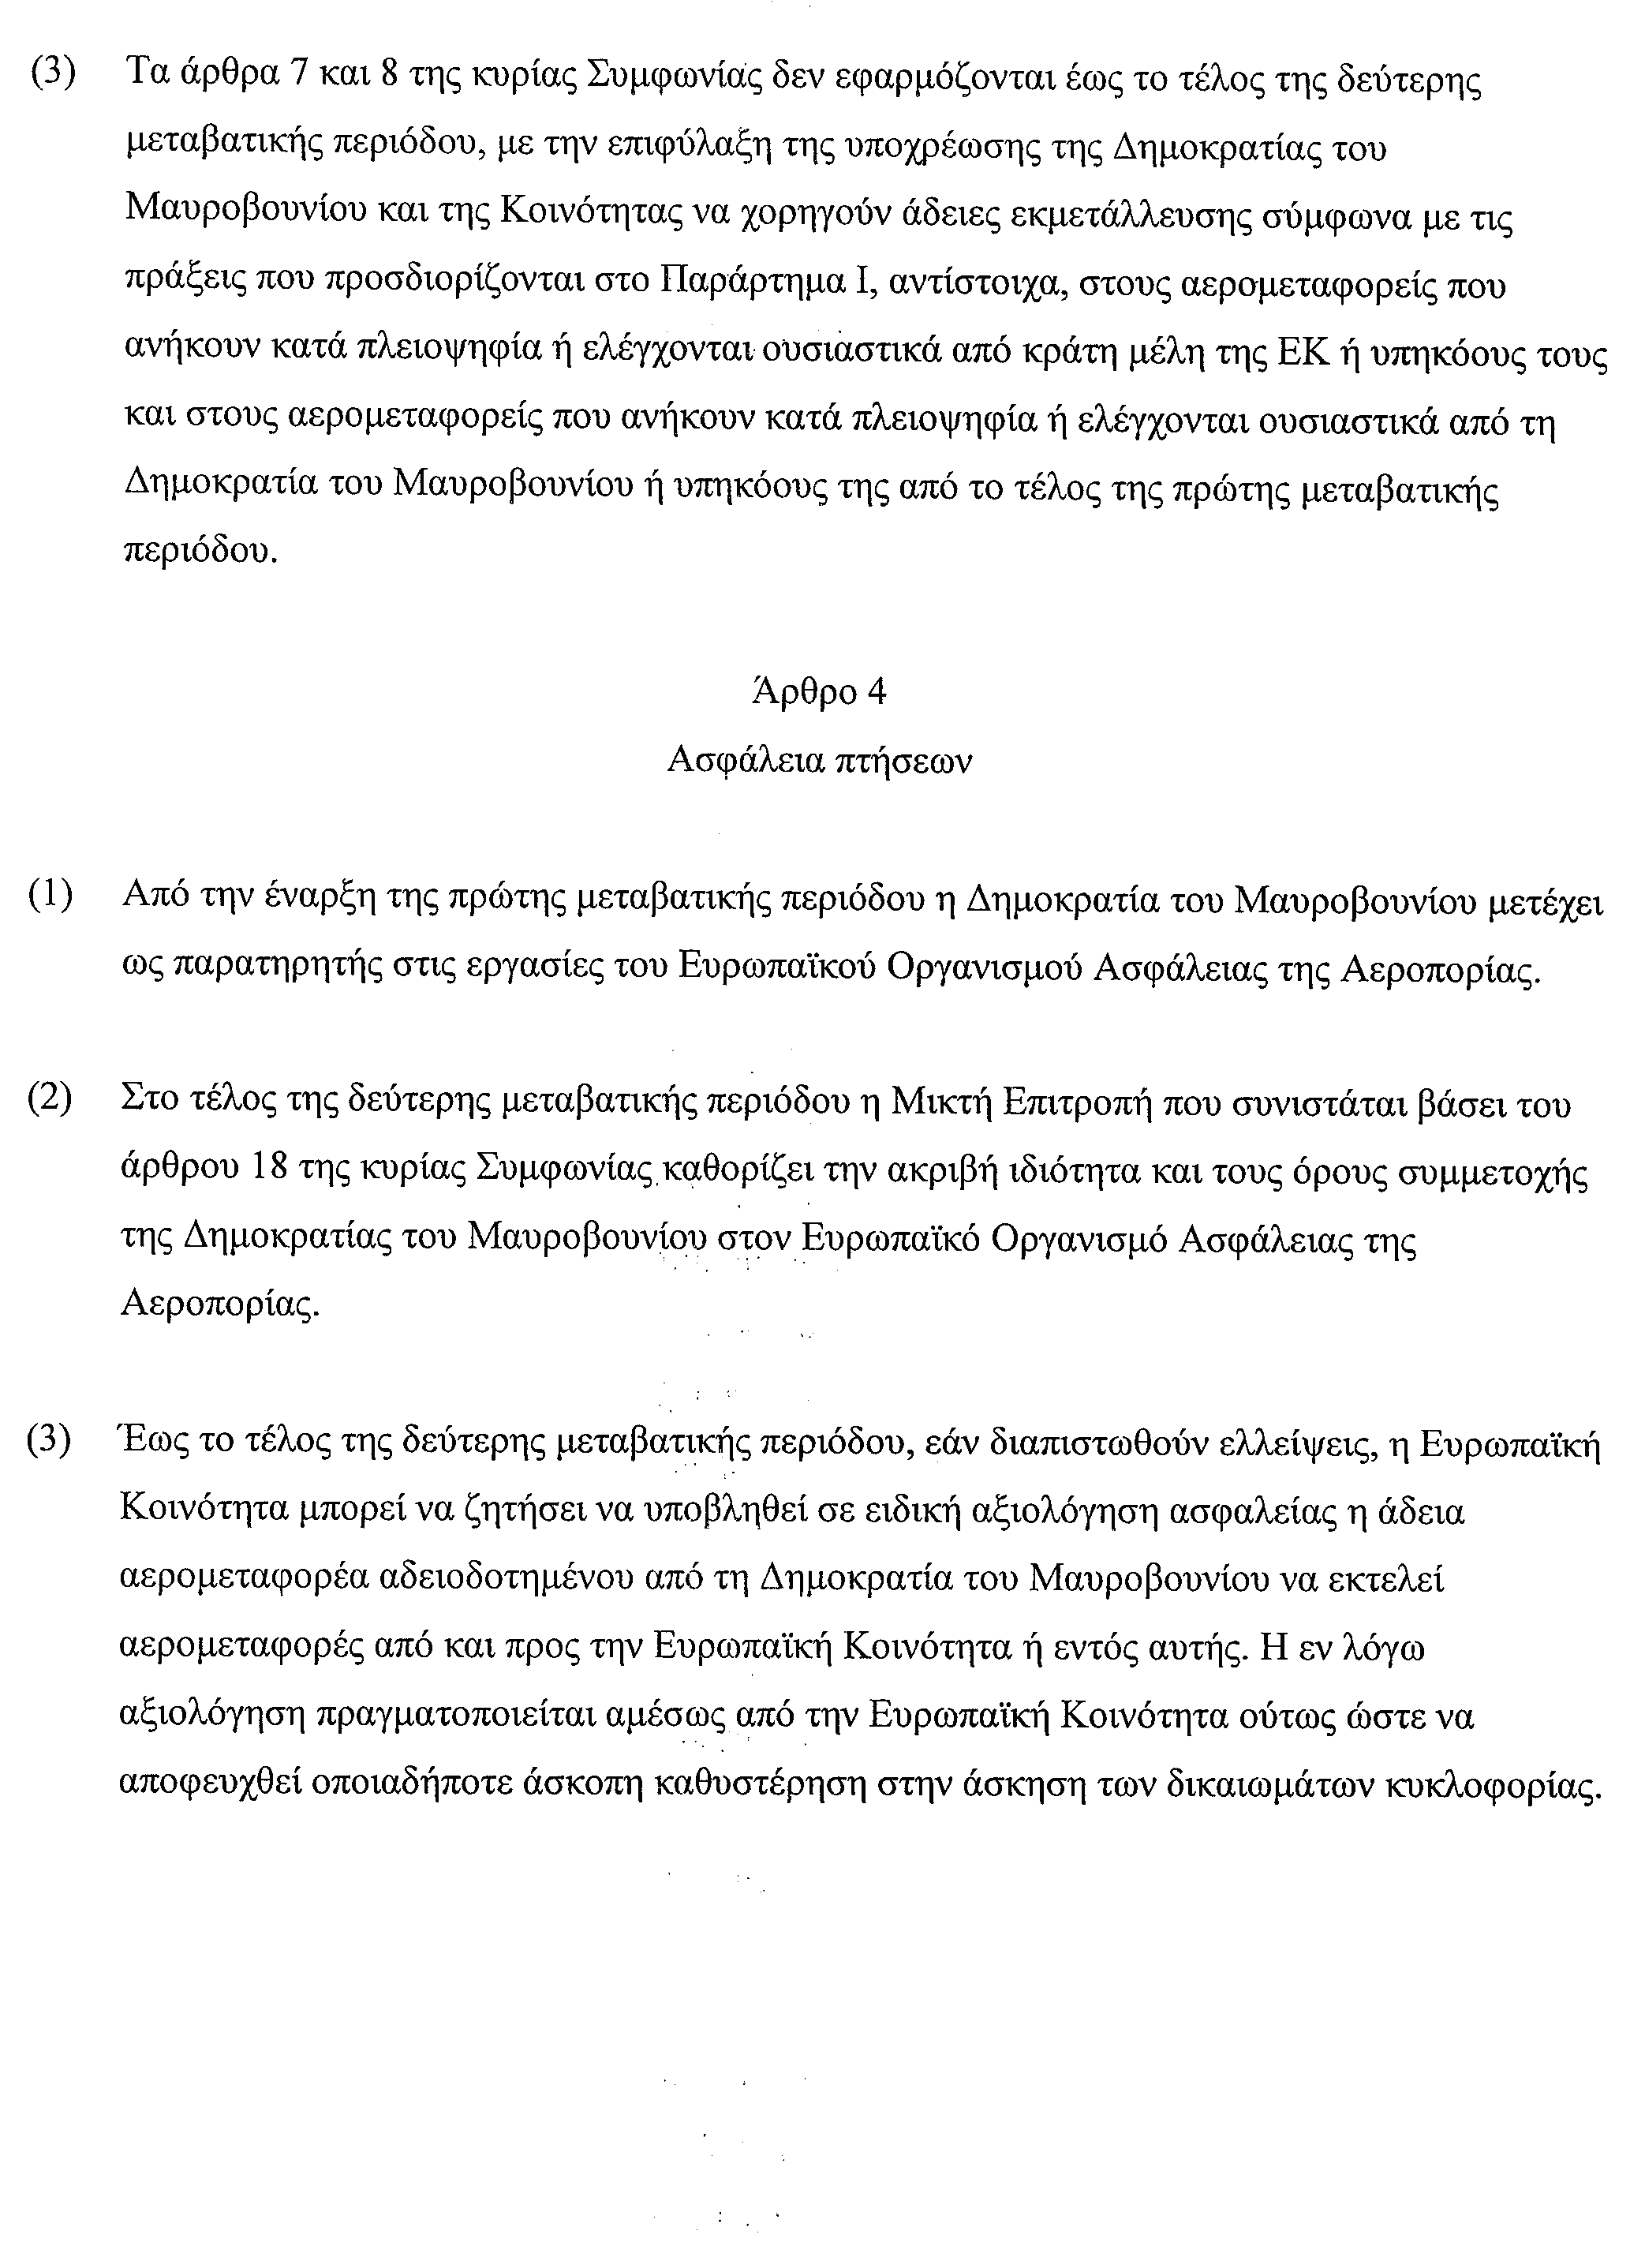 (3) Τα άρθρα 7 και 8 της κυρίας Συμφωνίας δεν εφαρμόζονται έως το τέλος της δεύτερης
μεταβατικής περιόδου, με την επιφύλαξη της υποχρέωσης της Δημοκρατίας του
Μαυροβουνίου και της Κοινότητας να χορηγούν άδειες εκμετάλλευσης σύμφωνα με τις
πράξεις που προσδιορίζονται στο Παράρτημα Ι, αντίστοιχα, στους αερομεταφορείς που
ανήκουν κατά πλειοψηφία ή ελέγχονται ουσιαστικά από κράτη μέλη της ΕΚ ή υπηκόους τους
και στους αερομεταφορείς που ανήκουν κατά πλειοψηφία ή ελέγχονται ουσιαστικά από τη
Δημοκρατία του Μαυροβουνίου ή υπηκόους της από το τέλος της πρώτης μεταβατικής
περιόδου.
Άρθρο 4
Ασφάλεια πτήσεων
(1) Από την έναρξη της πρώτης μεταβατικής περιόδου η Δημοκρατία του Μαυροβουνίου μετέχει
ως παρατηρητής στις εργασίες του Ευρωπαϊκού Οργανισμού Ασφάλειας της Αεροπορίας.
(2) Στο τέλος της δεύτερης μεταβατικής περιόδου η Μικτή Επιτροπή που συνιστάται βάσει του
άρθρου 18 της κυρίας Συμφωνίας καθορίζει την ακριβή ιδιότητα και τους όρους συμμετοχής
της Δημοκρατίας του Μαυροβουνίου στον Ευρωπαϊκό Οργανισμό Ασφάλειας της
Αεροπορίας.
(3) Έως το τέλος της δεύτερης μεταβατικής περιόδου, εάν διαπιστωθούν ελλείψεις, η Ευρωπαϊκή
Κοινότητα μπορεί να ζητήσει να υποβληθεί σε ειδική αξιολόγηση ασφαλείας η άδεια
αερομεταφορέα αδειοδοτημένου από τη Δημοκρατία του Μαυροβουνίου να εκτελεί
αερομεταφορές από και προς την Ευρωπαϊκή Κοινότητα ή εντός αυτής. Η εν λόγω
αξιολόγηση πραγματοποιείται αμέσως από την Ευρωπαϊκή Κοινότητα ούτως ώστε να
αποφευχθεί οποιαδήποτε άσκοπη καθυστέρηση στην άσκηση των δικαιωμάτων κυκλοφορίας.